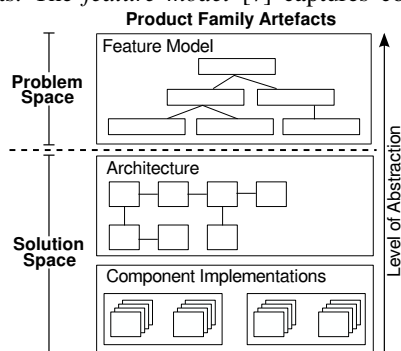 as. The feature model [7] captures co
Product Family Artefacts
Feature Model
Problem
Space
Architecture
Solution
Space
Component Implementations
Level of Abstraction